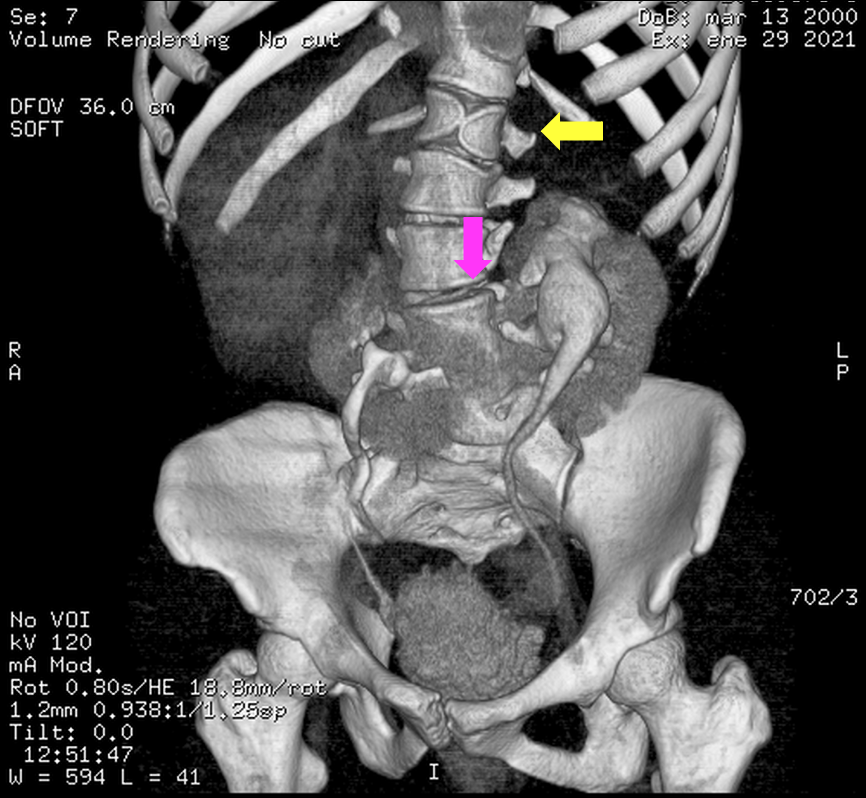 Se: 7
Volume Rendering No cut
DFOV 36.0 cm
SOFT
DoB: mar 13 2000
Ex: ene 29 2021
R
A
L
P
702/3
No VOI
kV 120
mA Mod.
Rot 0.80s/HE 18.8mm/rot
1.2mm 0.938:1/1.25sp
Tilt: 0.0
12:51:47
W = 594 L = 41
I